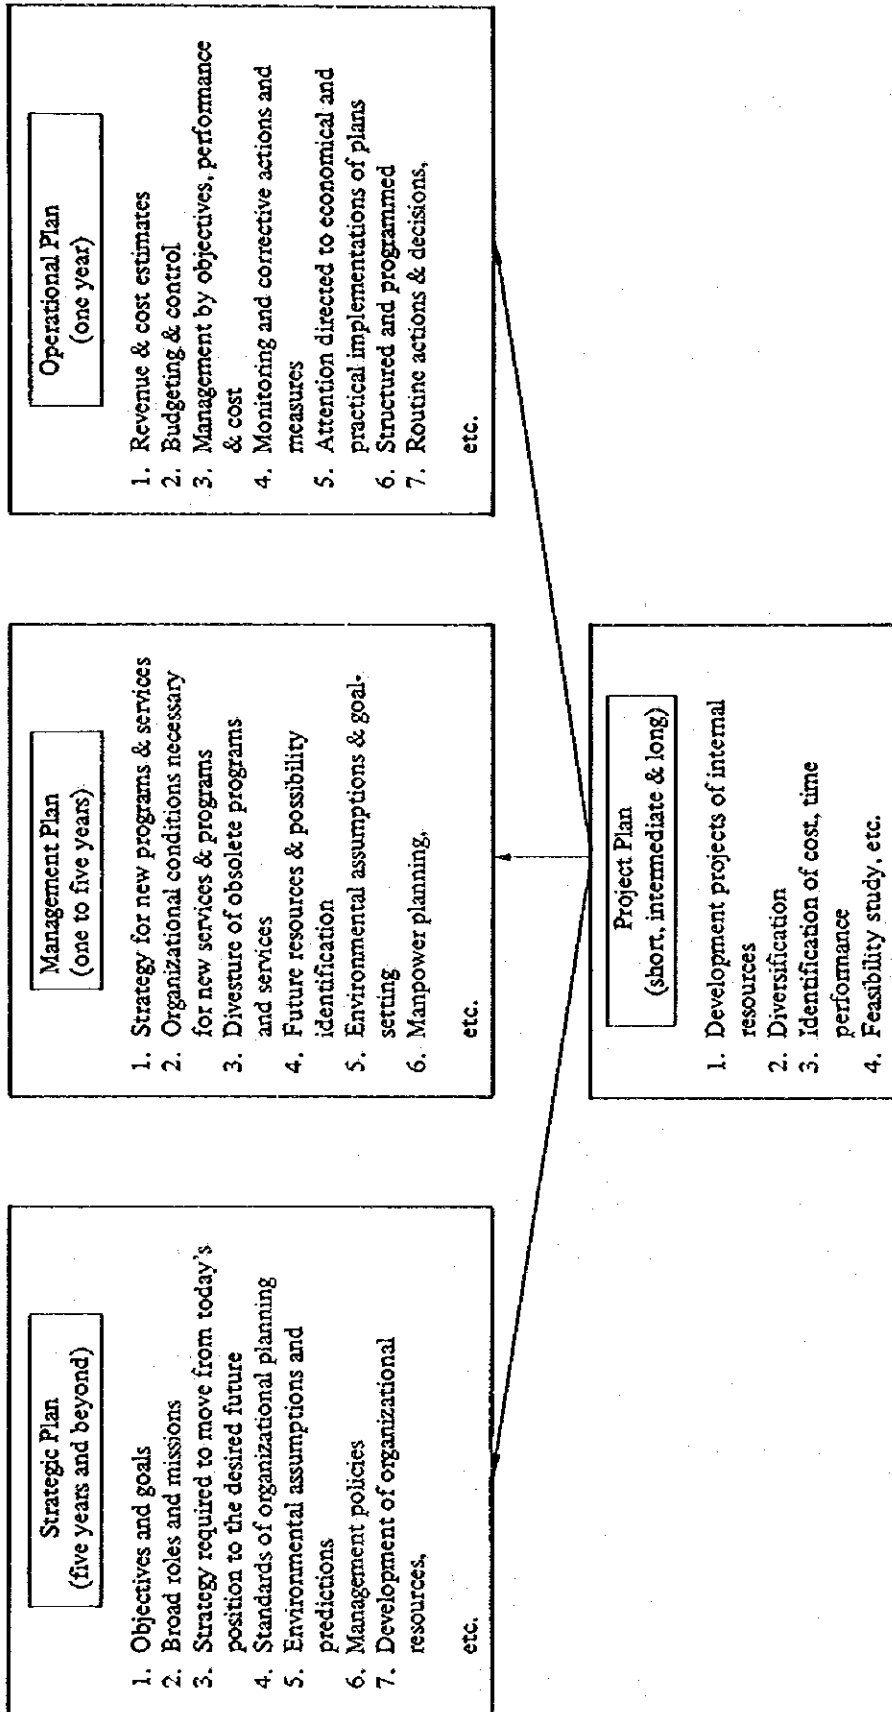 Strategic Plan
(five years and beyond)
1. Objectives and goals
2. Broad roles and missions
3. Strategy required to move from today's
position to the desired future
4. Standards of organizational planning
5. Environmental assumptions and
predictions
6. Management policies
7. Development of organizational
resources,
etc.
Management Plan
(one to five years)
1. Strategy for new programs & services
2. Organizational conditions necessary
for new services & programs
3. Divesture of obsolete programs
and services
4. Future resources & possibility
identification
5. Environmental assumptions & goal-
setting
6. Manpower planning,
etc.
Operational Plan
(one year)
1. Revenue & cost estimates
2. Budgeting & control
3. Management by objectives, performance
& cost
4. Monitoring and corrective actions and
measures
5. Attention directed to economical and
practical implementations of plans
6. Structured and programmed
7. Routine actions & decisions,
etc.
Project Plan
(short, intermediate & long)
1. Development projects of internal
resources
2. Diversification
3. Identification of cost, time
performance
4. Feasibility study, etc.